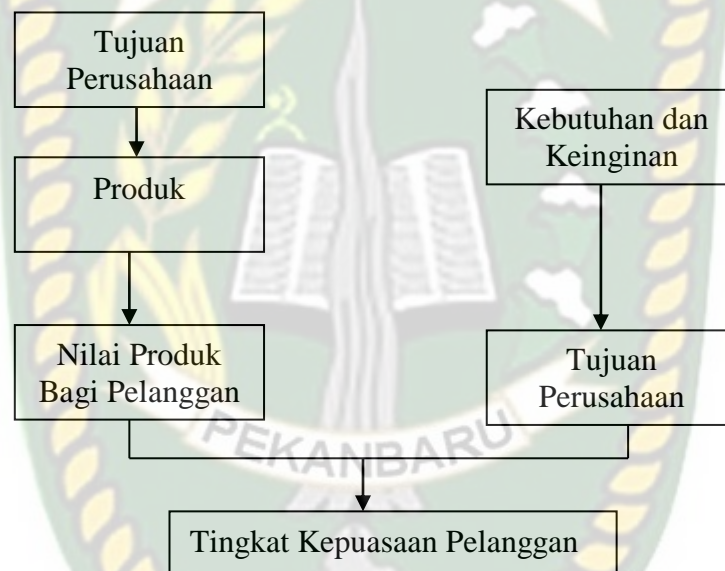 Tujuan
Perusahaan
Kebutuhan dan
Keinginan
Produk
Nilai Produk
Bagi Pelanggan
Tujuan
Perusahaan
PEKANBARU
Tingkat Kepuasaan Pelanggan